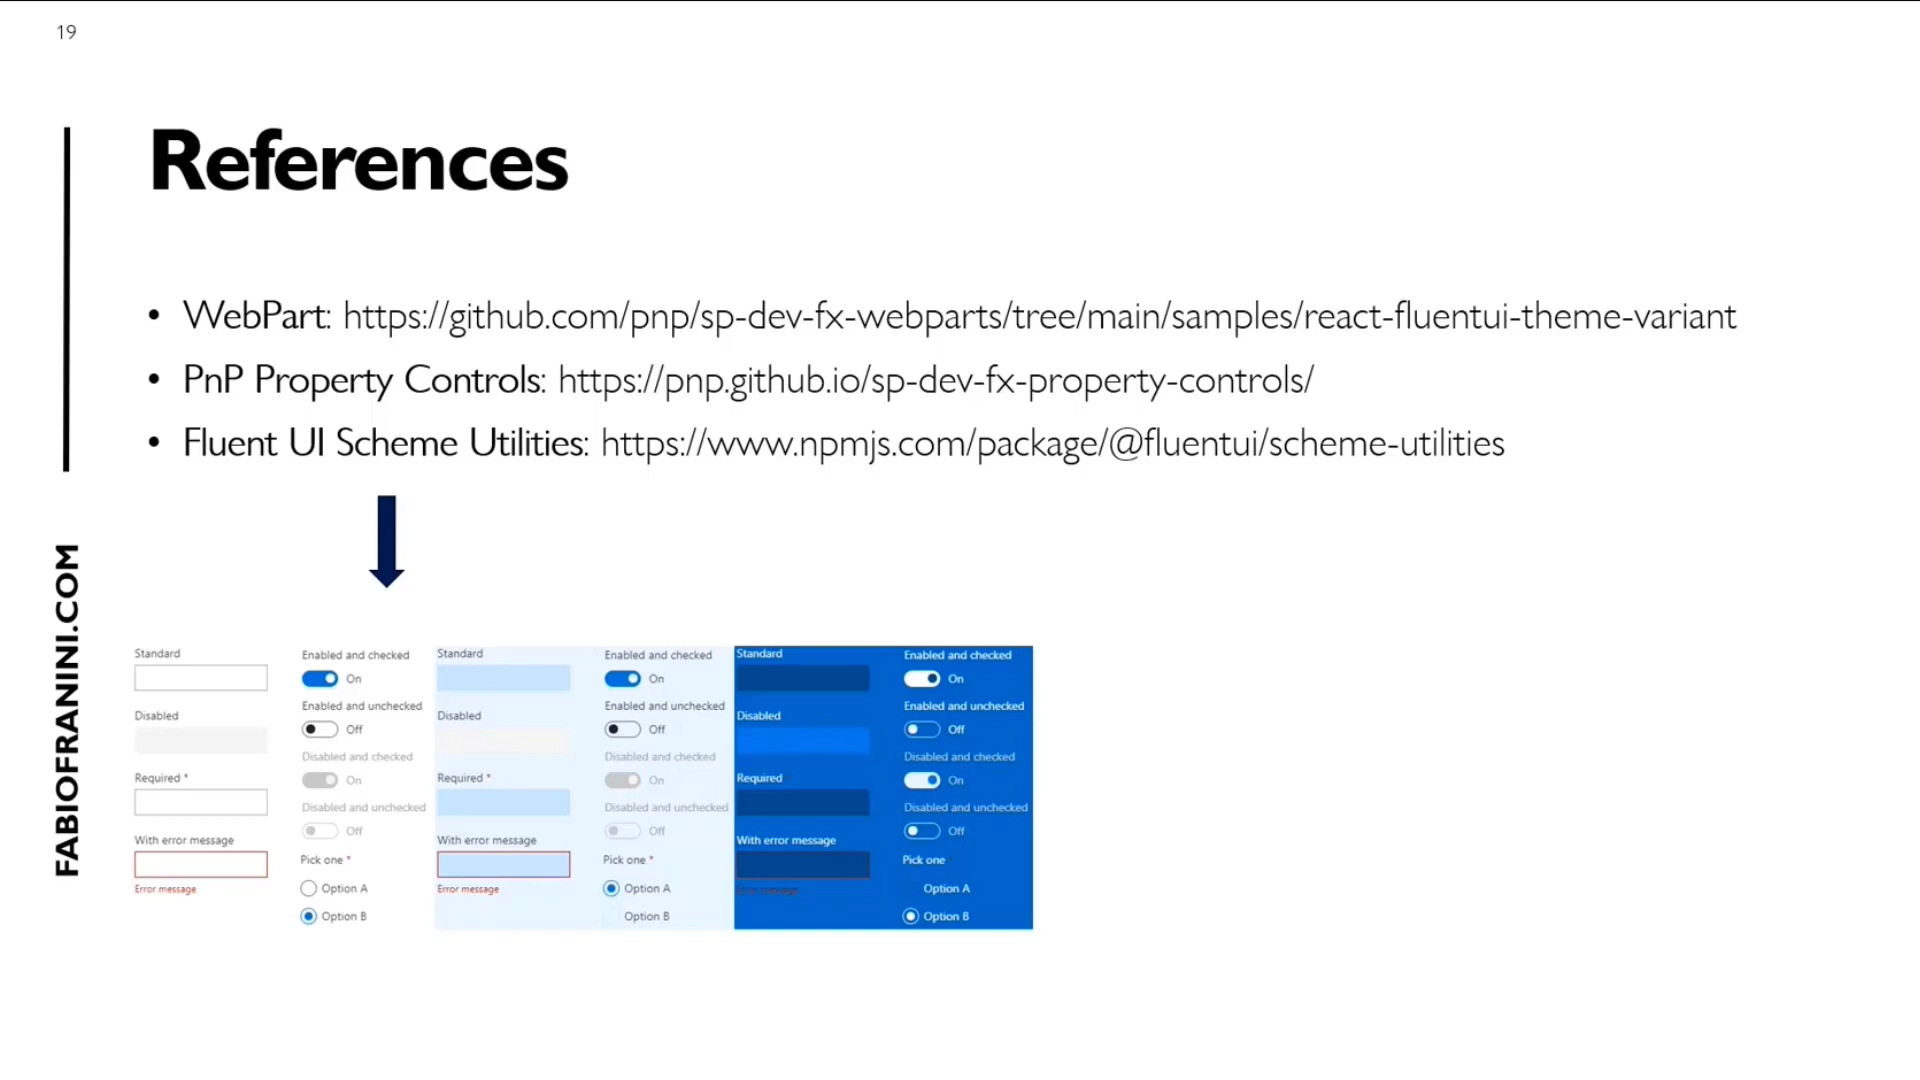 19
References
• WebPart: https://github.com/pnp/sp-dev-fx-webparts/tree/main/samples/react-fluentui-theme-variant
• PnP Property Controls: https://pnp.github.io/sp-dev-fx-property-controls/
• Fluent UI Scheme Utilities: https://www.npmjs.com/package/@fluentui/scheme-utilities
FABIOFRANINI.COM
Standard
Disabled
Required *
With error message
Error message
Enabled and checked
On
Enabled and unchecked
Off
Disabled and checked
On
Disabled and unchecked
Off
Pick one *
Option A
Option B
Standard
Disabled
Required *
With error message
Error message
Enabled and checked
On
Enabled and unchecked
Off
Disabled and checked
On
Disabled and unchecked
Off
Pick one *
Option A
Option B
Standard
Disabled
Required
With error message
Error message
Enabled and checked
On
Enabled and unchecked
Off
Disabled and checked
On
Disabled and unchecked
Off
Pick one
Option A
Option B